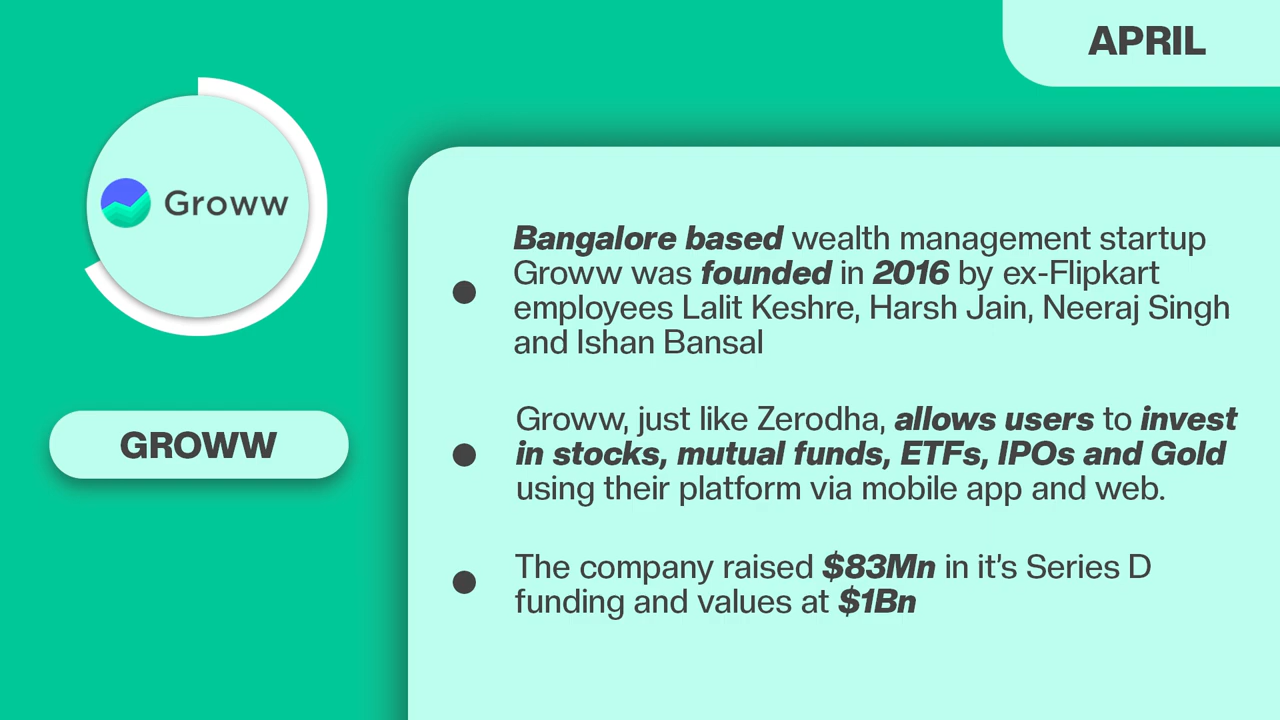 APRIL
Groww
GROWW
Bangalore based wealth management startup
Groww was founded in 2016 by ex-Flipkart
employees Lalit Keshre, Harsh Jain, Neeraj Singh
and Ishan Bansal
Groww, just like Zerodha, allows users to invest
in stocks, mutual funds, ETFs, IPOs and Gold
using their platform via mobile app and web.
The company raised $83Mn in it's Series D
funding and values at $1Bn